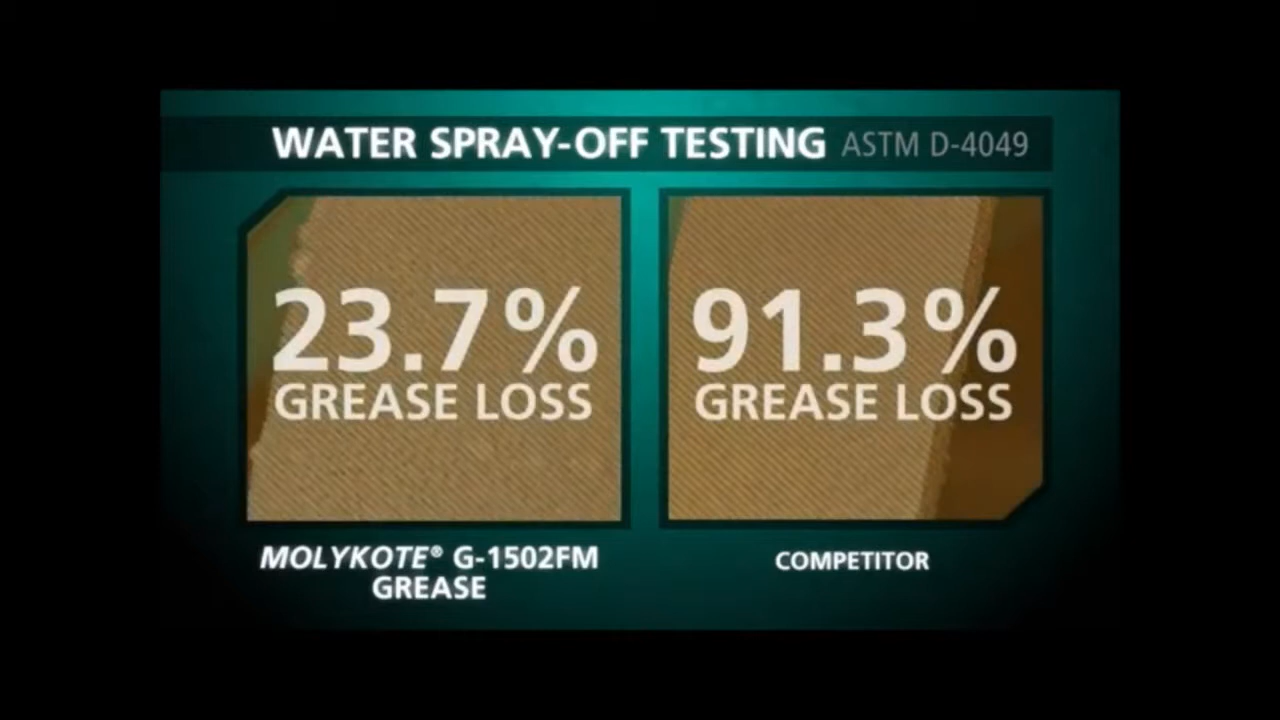 WATER SPRAY-OFF TESTING ASTM D-4049
23.7%
GREASE LOSS
MOLYKOTE® G-1502FM
GREASE
91.3%
GREASE LOSS
COMPETITOR